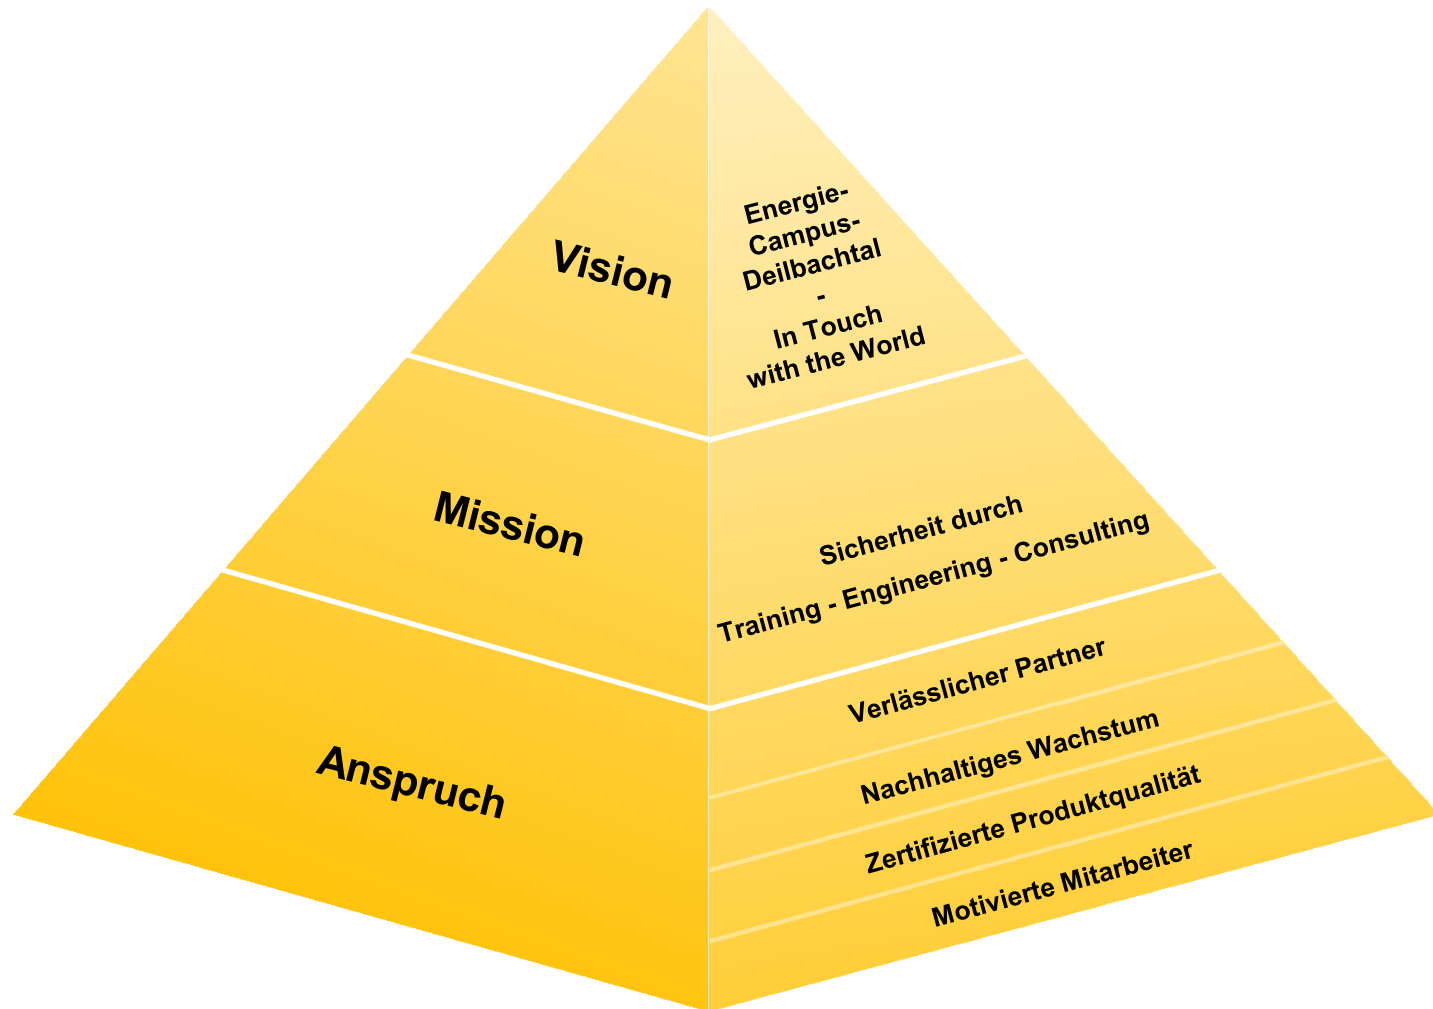 Vision
Energie-
Campus-
Deilbachtal
-
In Touch
with the World
Mission
Sicherheit durch
Training - Engineering - Consulting
Anspruch
Verlässlicher Partner
Nachhaltiges Wachstum
Zertifizierte Produktqualität
Motivierte Mitarbeiter